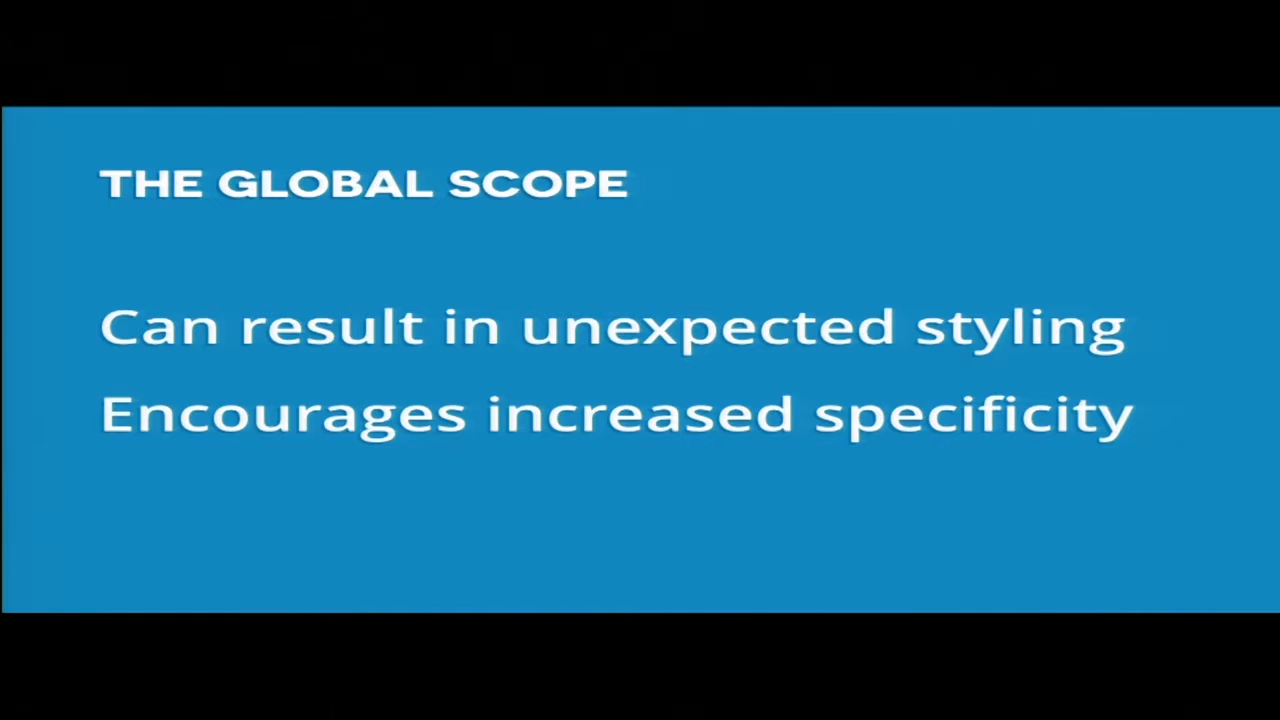 THE GLOBAL SCOPE
Can result in unexpected styling
Encourages increased specificity